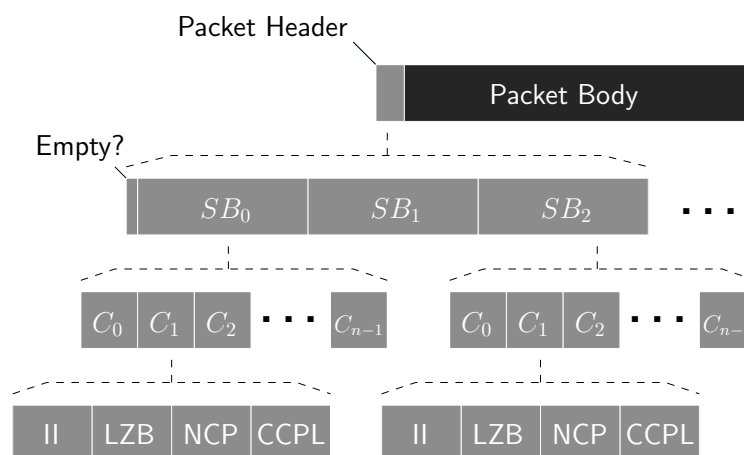 Packet Header
Packet Body
Empty?
SB₀ SB₁ SB₂ ...
C₀ C₁ C₂ ... Cₙ₋₁ C₀ C₁ C₂ ... Cₙ₋
II LZB NCP CCPL II LZB NCP CCPL